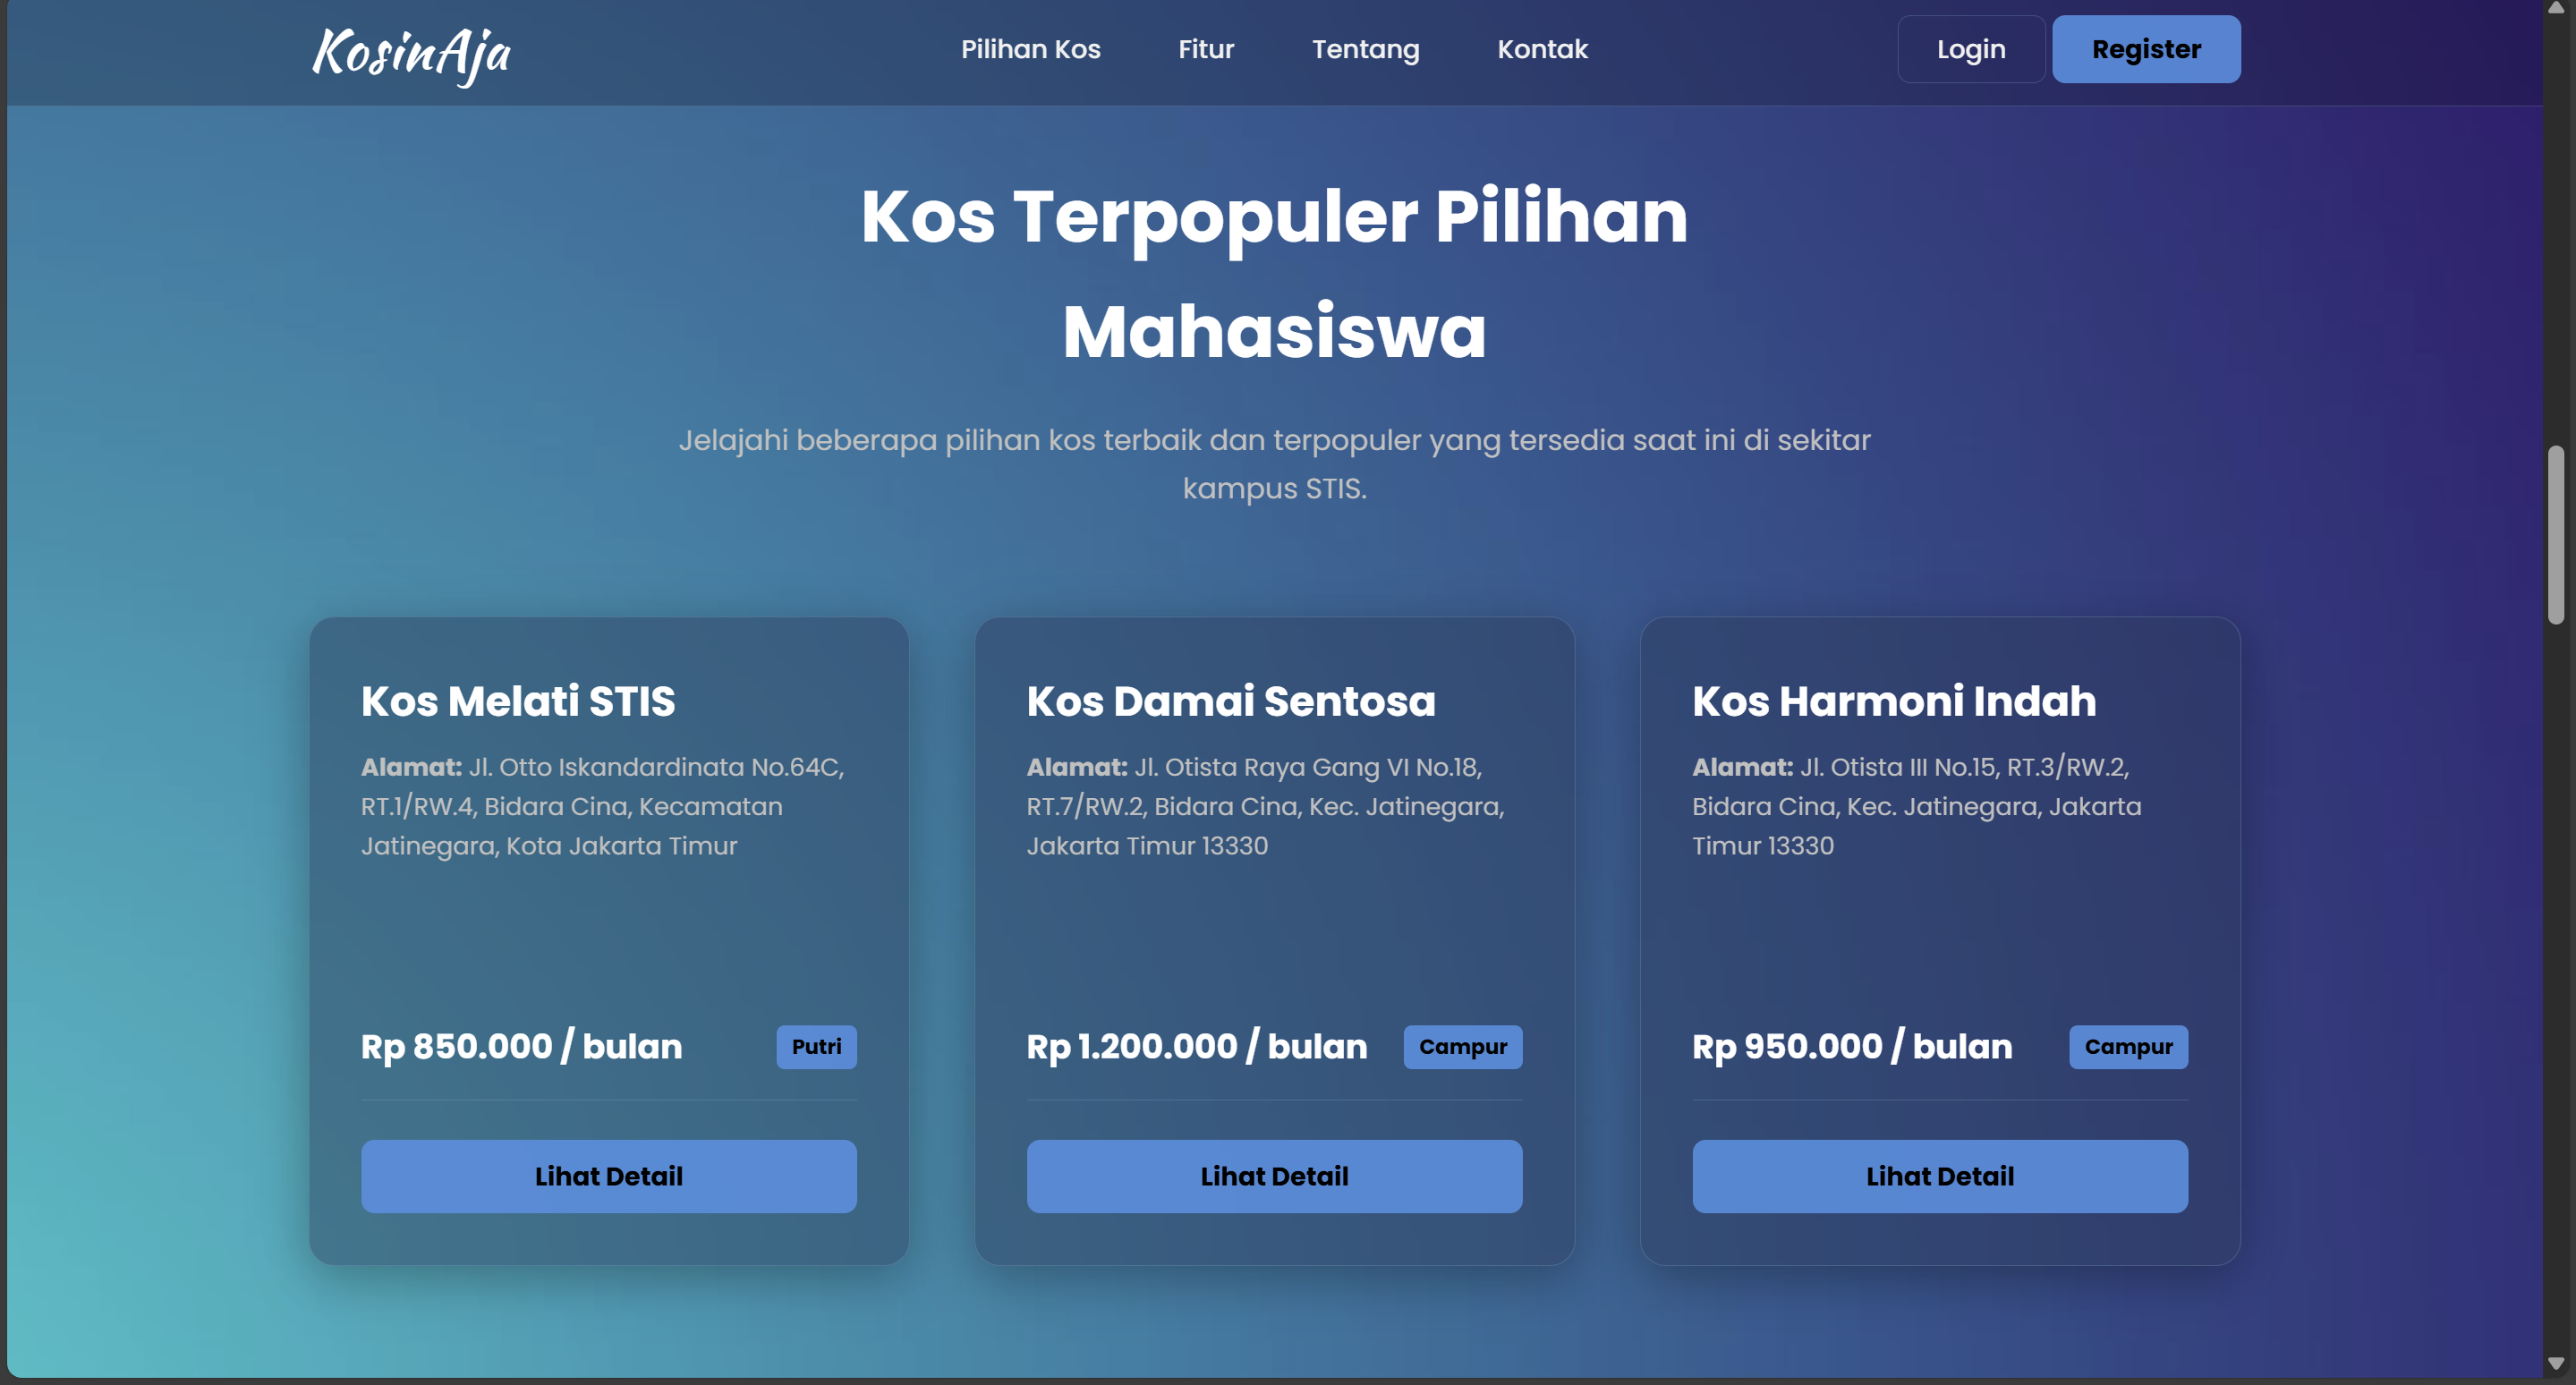 KosinAja
Pilihan Kos
Fitur
Tentang
Kontak
Login
Register
Kos Terpopuler Pilihan
Mahasiswa
Jelajahi beberapa pilihan kos terbaik dan terpopuler yang tersedia saat ini di sekitar
kampus STIS.
Kos Melati STIS
Alamat: Jl. Otto Iskandardinata No.64C,
RT.1/RW.4, Bidara Cina, Kecamatan
Jatinegara, Kota Jakarta Timur
Rp 850.000 / bulan
Putri
Lihat Detail
Kos Damai Sentosa
Alamat: Jl. Otista Raya Gang VI No.18,
RT.7/RW.2, Bidara Cina, Kec. Jatinegara,
Jakarta Timur 13330
Rp 1.200.000 / bulan
Campur
Lihat Detail
Kos Harmoni Indah
Alamat: Jl. Otista III No.15, RT.3/RW.2,
Bidara Cina, Kec. Jatinegara, Jakarta
Timur 13330
Rp 950.000 / bulan
Campur
Lihat Detail